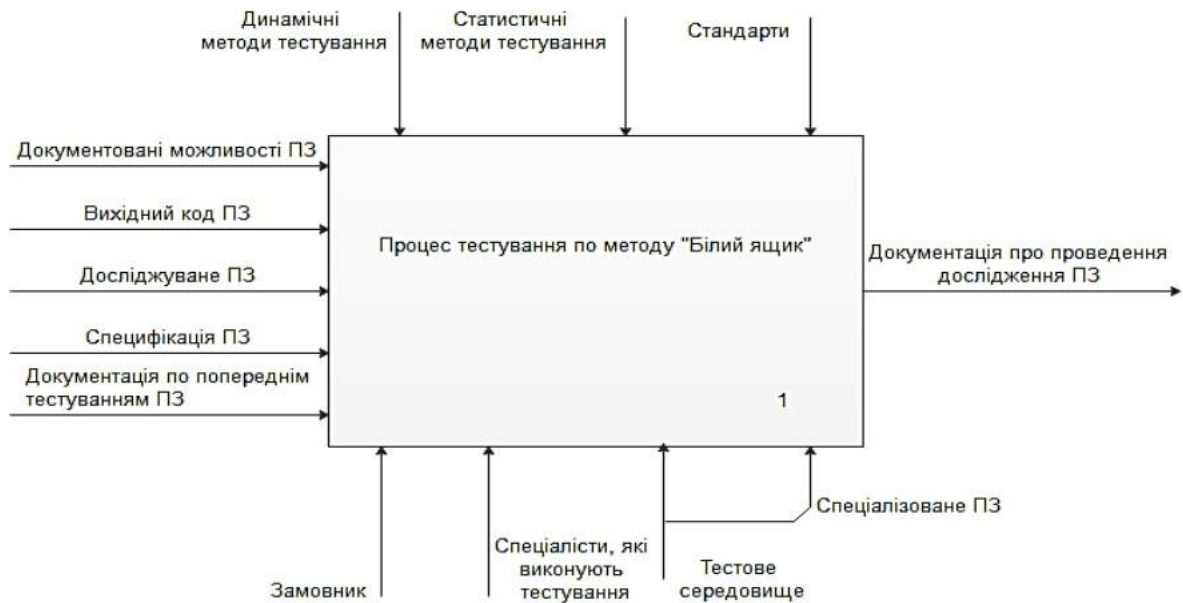 Динамічні
методи тестування
Статистичні
методи тестування
Стандарти
Документовані можливості ПЗ
Вихідний код ПЗ
Досліджуване ПЗ
Специфікація ПЗ
Документація по попереднім
тестуванням ПЗ
Процес тестування по методу "Білий ящик"
1
Документація про проведення
дослідження ПЗ
Замовник
Спеціалісти, які
виконують
тестування
Тестове
середовище
Спеціалізоване ПЗ